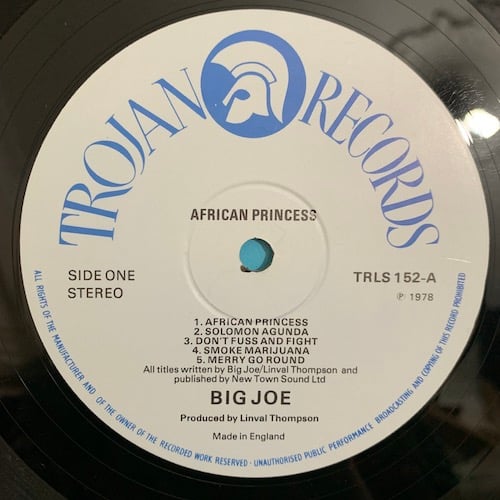 TROJAN RECORDS
AFRICAN PRINCESS
SIDE ONE
STEREO
TRLS 152-A
℗ 1978
1. AFRICAN PRINCESS
2. SOLOMON AGUNDA
3. DON'T FUSS AND FIGHT
4. SMOKE MARIJUANA
5. MERRY GO ROUND
All titles written by Big Joe/Linval Thompson and
published by New Town Sound Ltd
BIG JOE
Produced by Linval Thompson
Made in England
ALL RIGHTS OF THE MANUFACTURER AND OF THE OWNER OF THE RECORDED WORK RESERVED · UNAUTHORISED PUBLIC PERFORMANCE BROADCASTING AND COPYING OF THIS RECORD PROHIBITED